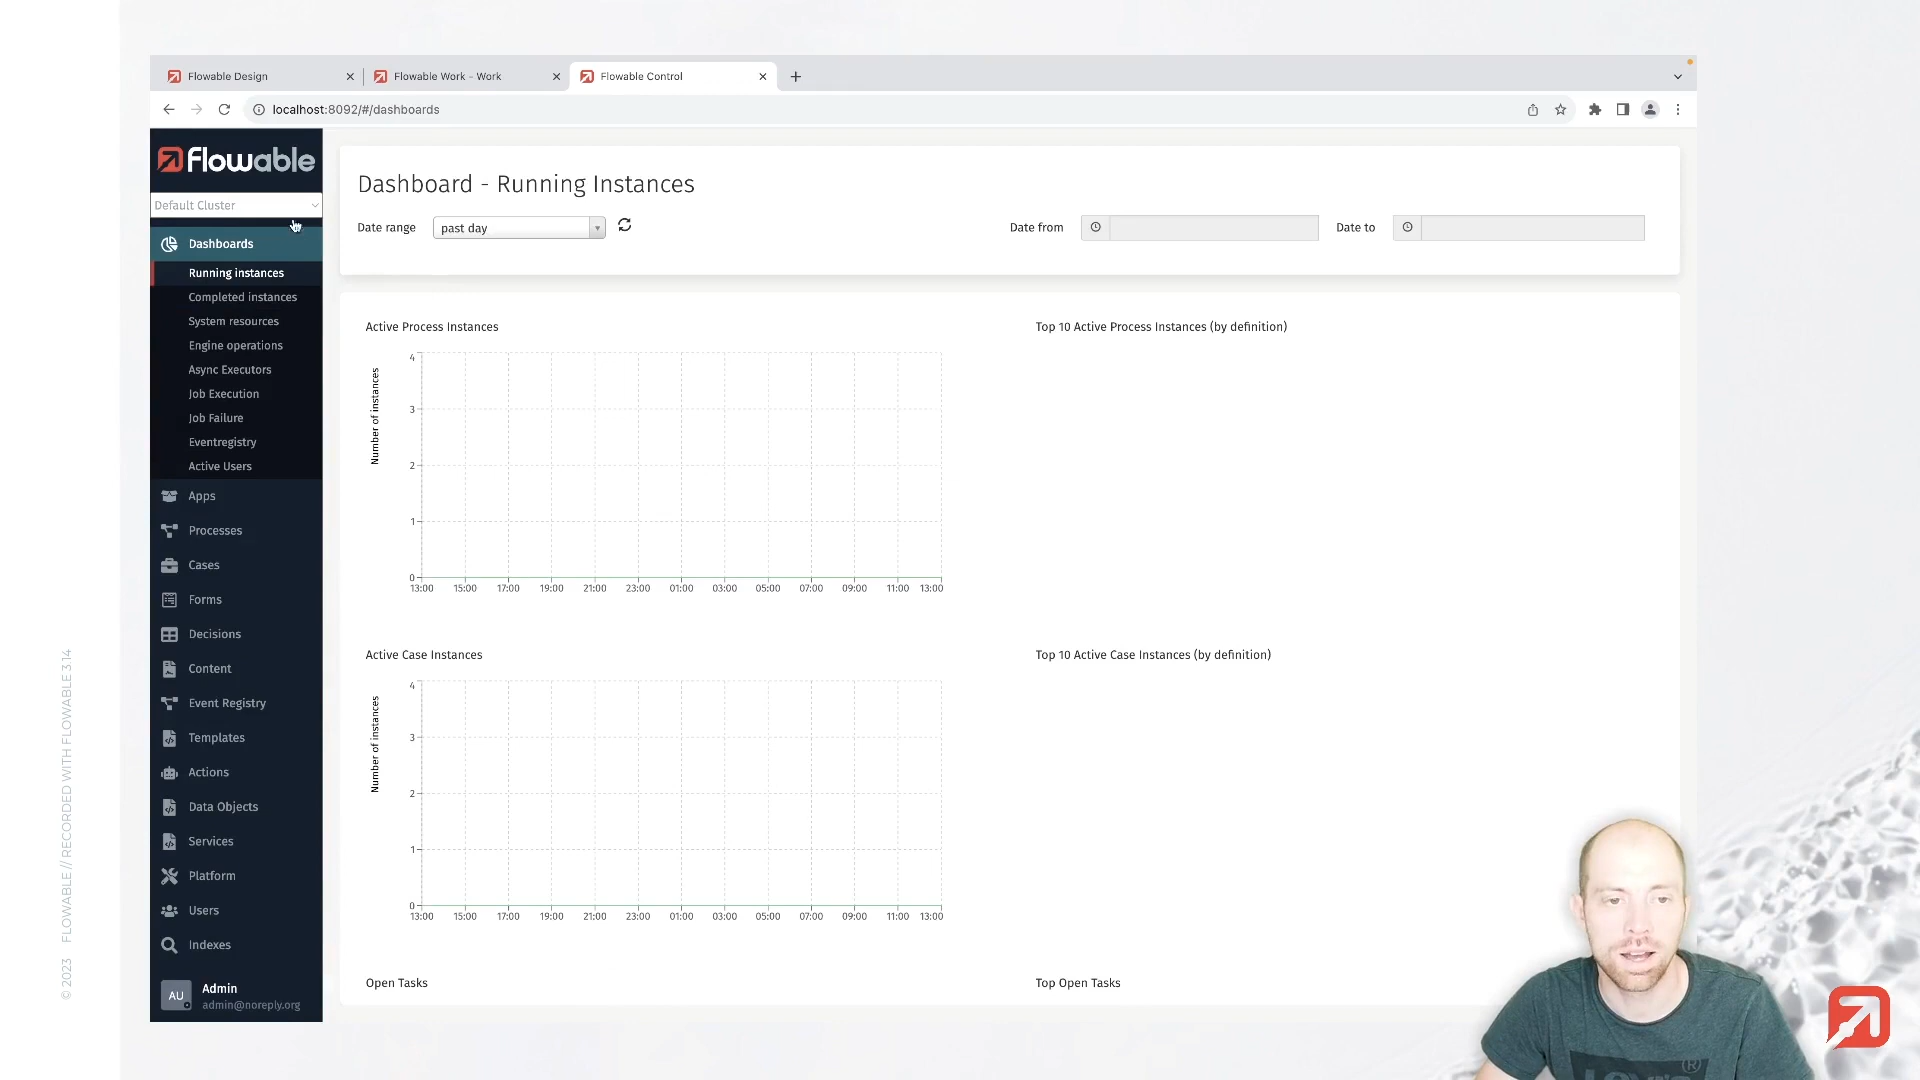 Flowable Design
Flowable Work - Work
Flowable Control
localhost:8092/#/dashboards
flowable
Default Cluster
Dashboards
Running instances
Completed instances
System resources
Engine operations
Async Executors
Job Execution
Job Failure
Eventregistry
Active Users
Apps
Processes
Cases
Forms
Decisions
Content
Event Registry
Templates
Actions
Data Objects
Services
Platform
Users
Indexes
AU
Admin
admin@noreply.org
Dashboard - Running Instances
Date range
past day
Date from
Date to
Active Process Instances
Number of instances
4
3
2
1
0
13:00 15:00 17:00 19:00 21:00 23:00 01:00 03:00 05:00 07:00 09:00 11:00 13:00
Top 10 Active Process Instances (by definition)
Active Case Instances
Number of instances
4
3
2
1
0
13:00 15:00 17:00 19:00 21:00 23:00 01:00 03:00 05:00 07:00 09:00 11:00 13:00
Top 10 Active Case Instances (by definition)
Open Tasks
Top Open Tasks
© 2023 FLOWABLE // RECORDED WITH FLOWABLE 3.14